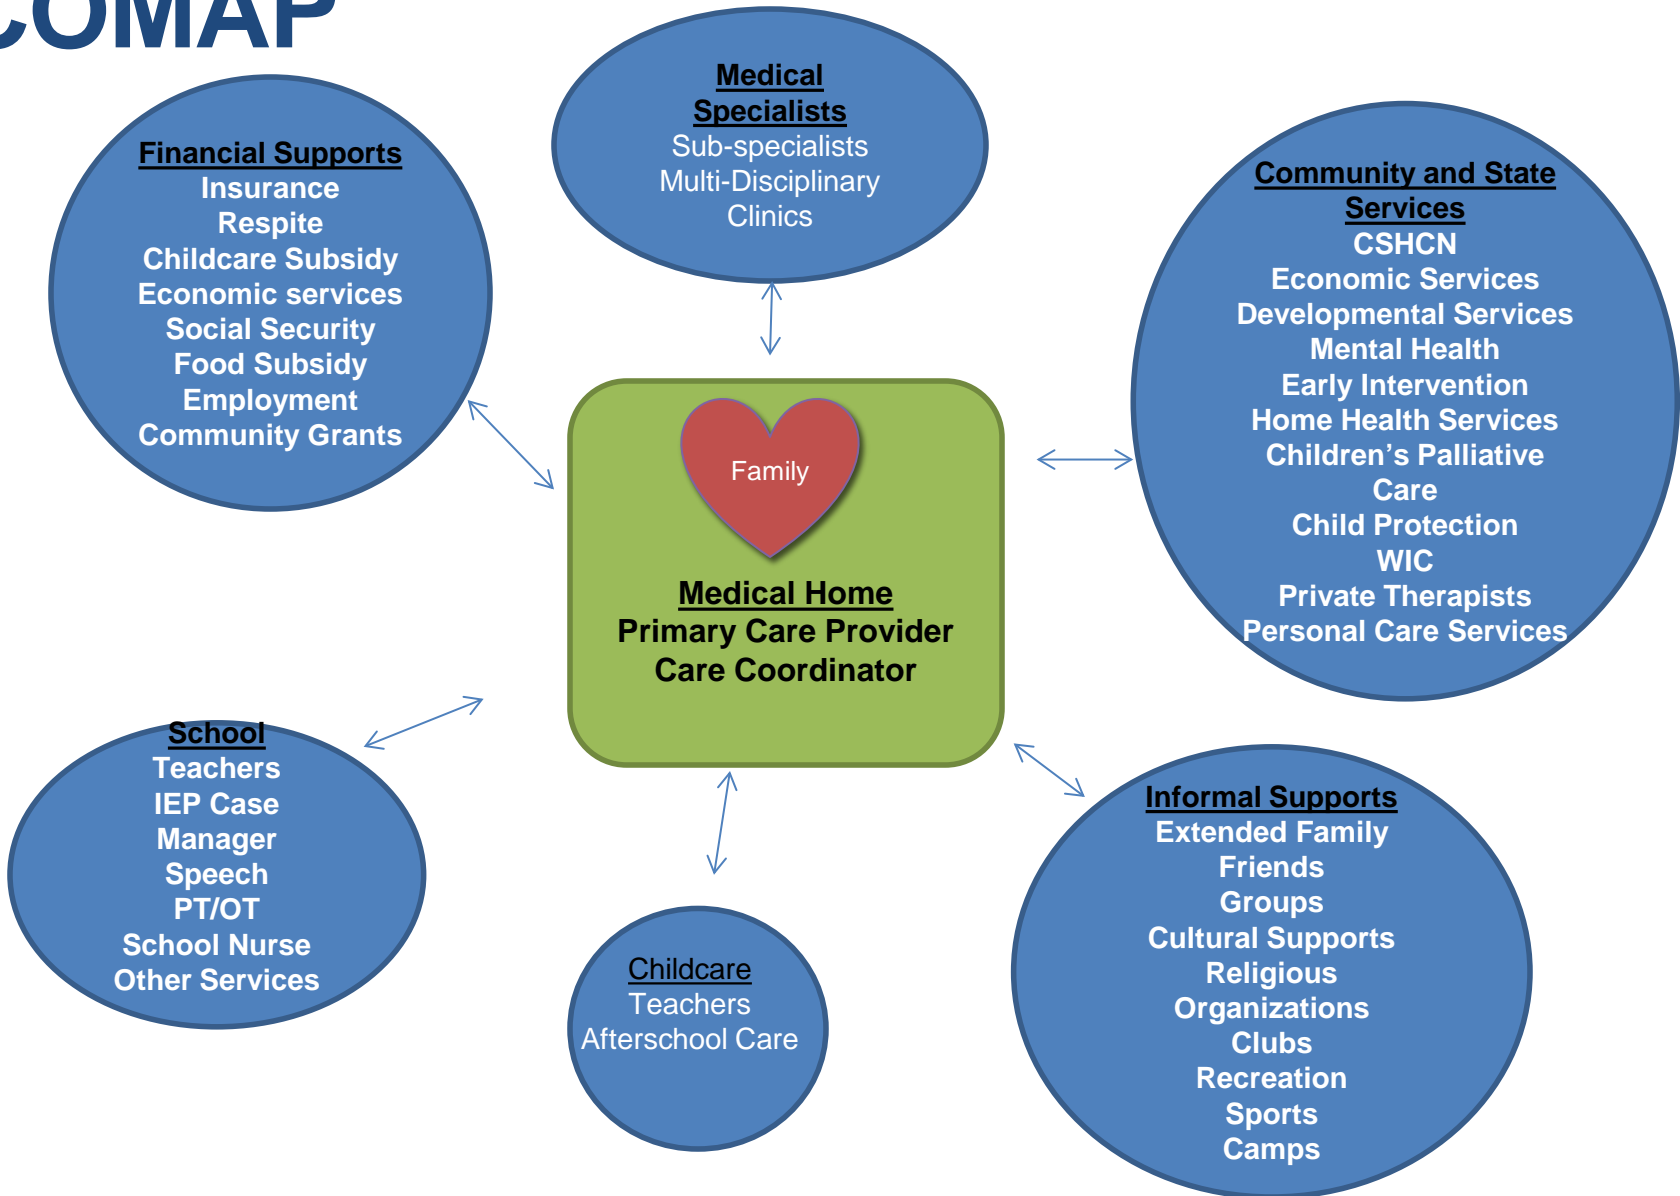 COMAP
Medical
Specialists
Sub-specialists
Multi-Disciplinary
Clinics
Financial Supports
Insurance
Respite
Childcare Subsidy
Economic services
Social Security
Food Subsidy
Employment
Community Grants
Community and State
Services
CSHCN
Economic Services
Developmental Services
Mental Health
Early Intervention
Home Health Services
Children’s Palliative
Care
Child Protection
WIC
Private Therapists
Personal Care Services
Family
Medical Home
Primary Care Provider
Care Coordinator
School
Teachers
IEP Case
Manager
Speech
PT/OT
School Nurse
Other Services
Childcare
Teachers
Afterschool Care
Informal Supports
Extended Family
Friends
Groups
Cultural Supports
Religious
Organizations
Clubs
Recreation
Sports
Camps